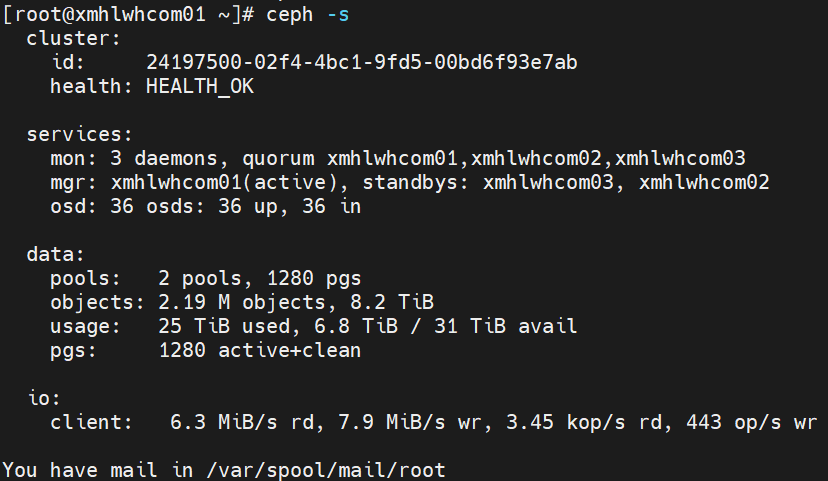 [root@xmhlwhcom01 ~]# ceph -s
  cluster:
    id:     24197500-02f4-4bc1-9fd5-00bd6f93e7ab
    health: HEALTH_OK

  services:
    mon: 3 daemons, quorum xmhlwhcom01,xmhlwhcom02,xmhlwhcom03
    mgr: xmhlwhcom01(active), standbys: xmhlwhcom03, xmhlwhcom02
    osd: 36 osds: 36 up, 36 in

  data:
    pools:   2 pools, 1280 pgs
    objects: 2.19 M objects, 8.2 TiB
    usage:   25 TiB used, 6.8 TiB / 31 TiB avail
    pgs:     1280 active+clean

  io:
    client:   6.3 MiB/s rd, 7.9 MiB/s wr, 3.45 kop/s rd, 443 op/s wr

You have mail in /var/spool/mail/root